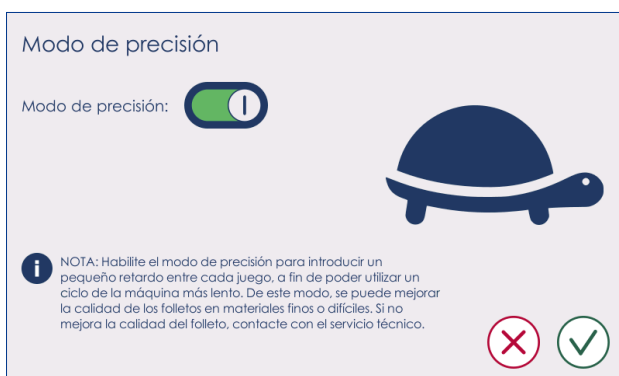 Modo de precisión
Modo de precisión:
NOTA: Habilite el modo de precisión para introducir un
pequeño retardo entre cada juego, a fin de poder utilizar un
ciclo de la máquina más lento. De este modo, se puede mejorar
la calidad de los folletos en materiales finos o difíciles. Si no
mejora la calidad del folleto, contacte con el servicio técnico.